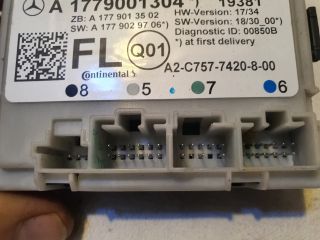 A 1779001304 19381
ZB: A 177 901 35 02 HW-Version: 17/34
SW: A 177 902 97 06*) SW-Version: 18/30_00*)
Diagnostic ID: 00850B
*) at first delivery
FL Q01
Continental A2-C757-7420-8-00
8 5 7 6